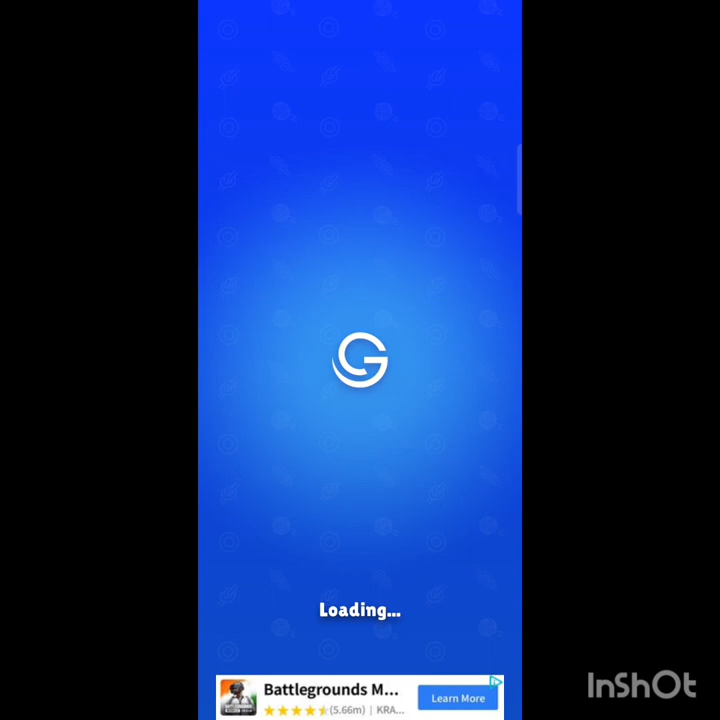 Loading...
Battlegrounds M...
(5.66m) | KRA...
Learn More
InShOt